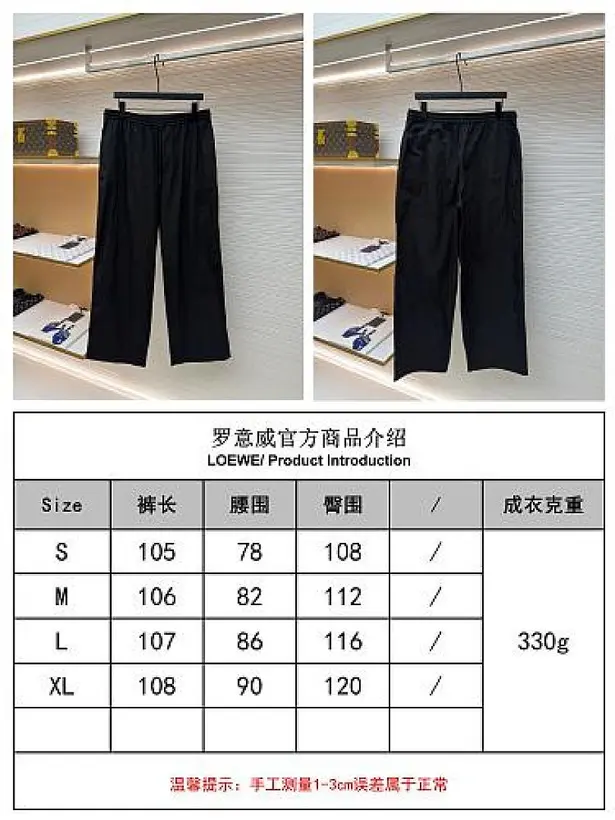 罗意威官方商品介绍
LOEWE/ Product Introduction
Size 裤长 腰围 臀围 / 成衣克重
S 105 78 108 /
M 106 82 112 /
L 107 86 116 / 330g
XL 108 90 120 /
温馨提示：手工测量1-3cm误差属于正常